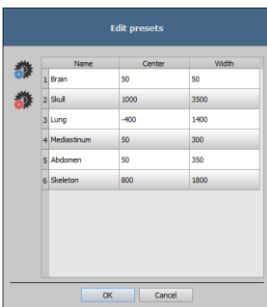 Edit presets
Name Center Width
1 Brain 50 50
2 Skull 1000 3500
3 Lung -400 1400
4 Mediastinum 50 300
5 Abdomen 50 350
6 Skeleton 800 1800
OK Cancel